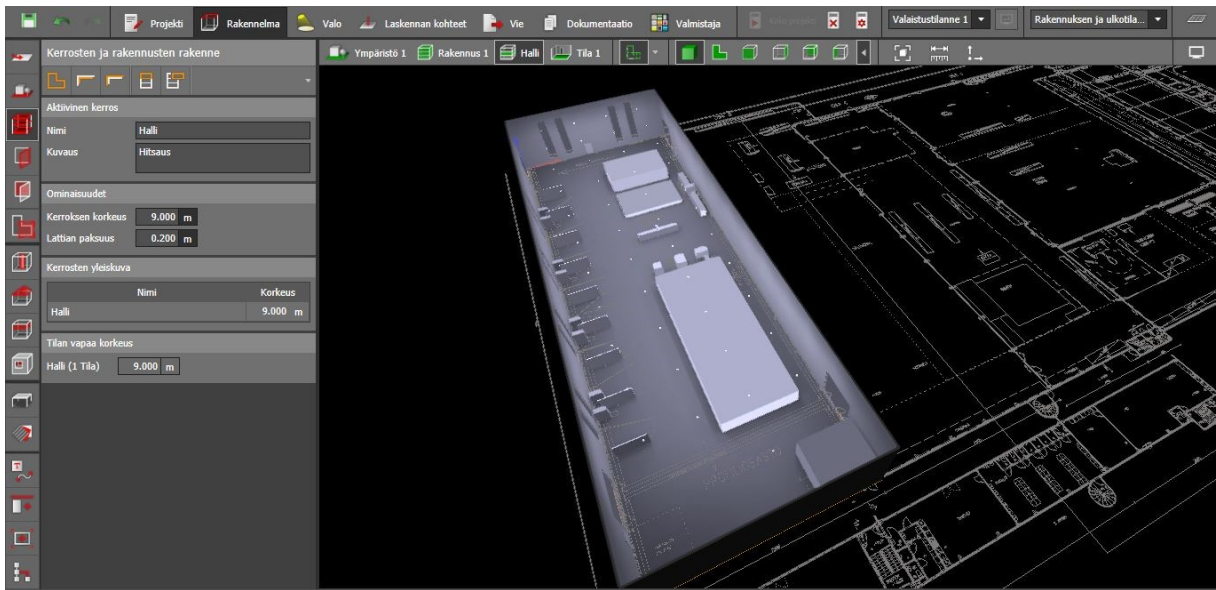 Projekti Rakennelma Valo Laskennan kohteet Vie Dokumentaatio Valmistaja Valaistustilanne 1 Rakennuksen ja ulkotila...
Kerrosten ja rakennusten rakenne
Ympäristö 1 Rakennus 1 Halli Tila 1
Aktiivinen kerros
Nimi Halli
Kuvaus Hitsaus
Ominaisuudet
Kerroksen korkeus 9.000 m
Lattian paksuus 0.200 m
Kerrosten yleiskuva
Nimi Korkeus
Halli 9.000 m
Tilan vapaa korkeus
Halli (1 Tila) 9.000 m